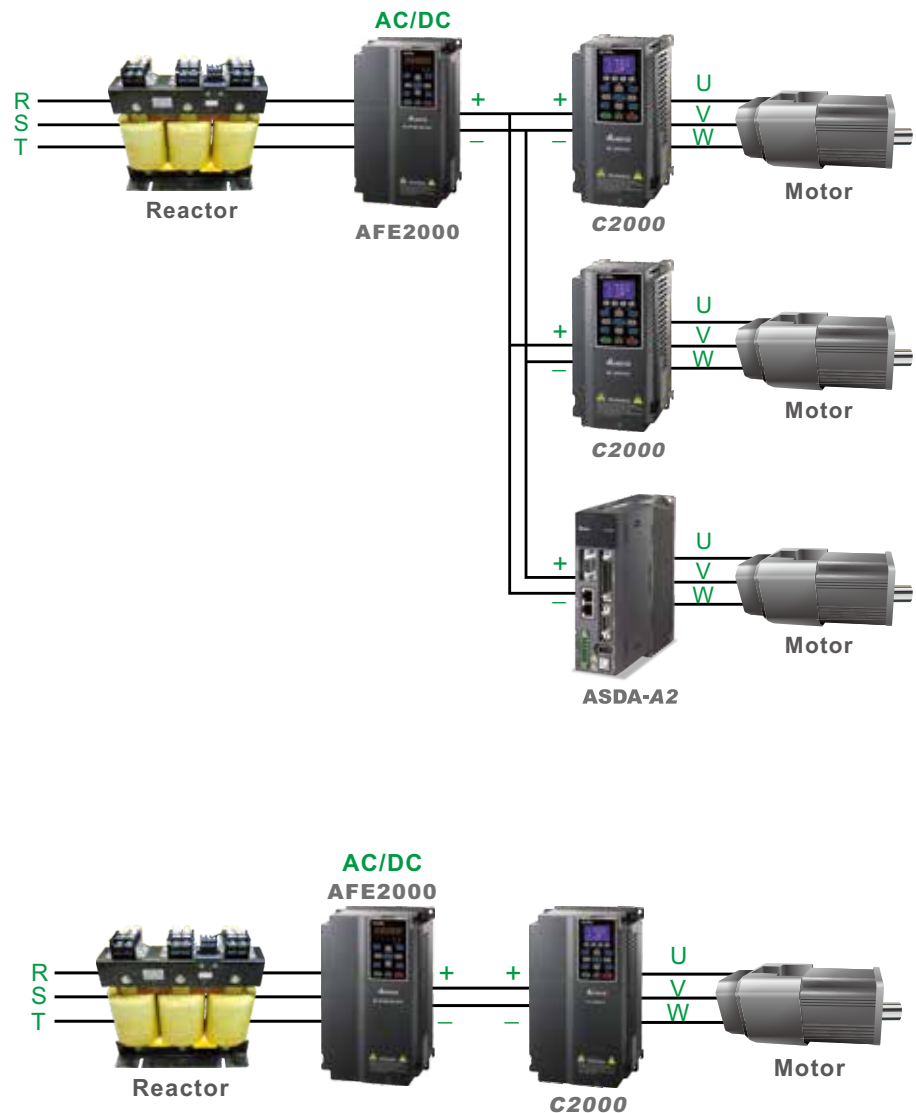 AC/DC
R
S
T
+
–
+
–
U
V
W
Reactor
AFE2000
C2000
Motor
+
–
U
V
W
C2000
Motor
+
–
U
V
W
ASDA-A2
Motor
AC/DC
AFE2000
R
S
T
+
–
+
–
U
V
W
Reactor
C2000
Motor